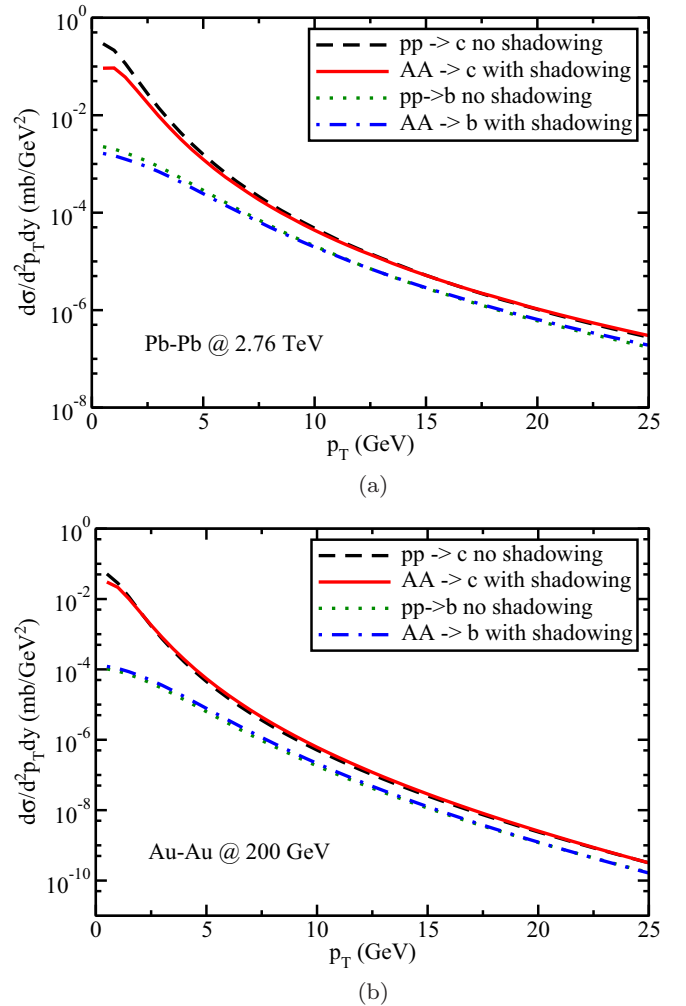 10^0
10^-2
10^-4
10^-6
10^-8
dσ/d^2p_Tdy (mb/GeV^2)
pp -> c no shadowing
AA -> c with shadowing
pp->b no shadowing
AA -> b with shadowing
Pb-Pb @ 2.76 TeV
0 5 10 15 20 25
p_T (GeV)
(a)
10^0
10^-2
10^-4
10^-6
10^-8
10^-10
dσ/d^2p_Tdy (mb/GeV^2)
pp -> c no shadowing
AA -> c with shadowing
pp->b no shadowing
AA -> b with shadowing
Au-Au @ 200 GeV
0 5 10 15 20 25
p_T (GeV)
(b)